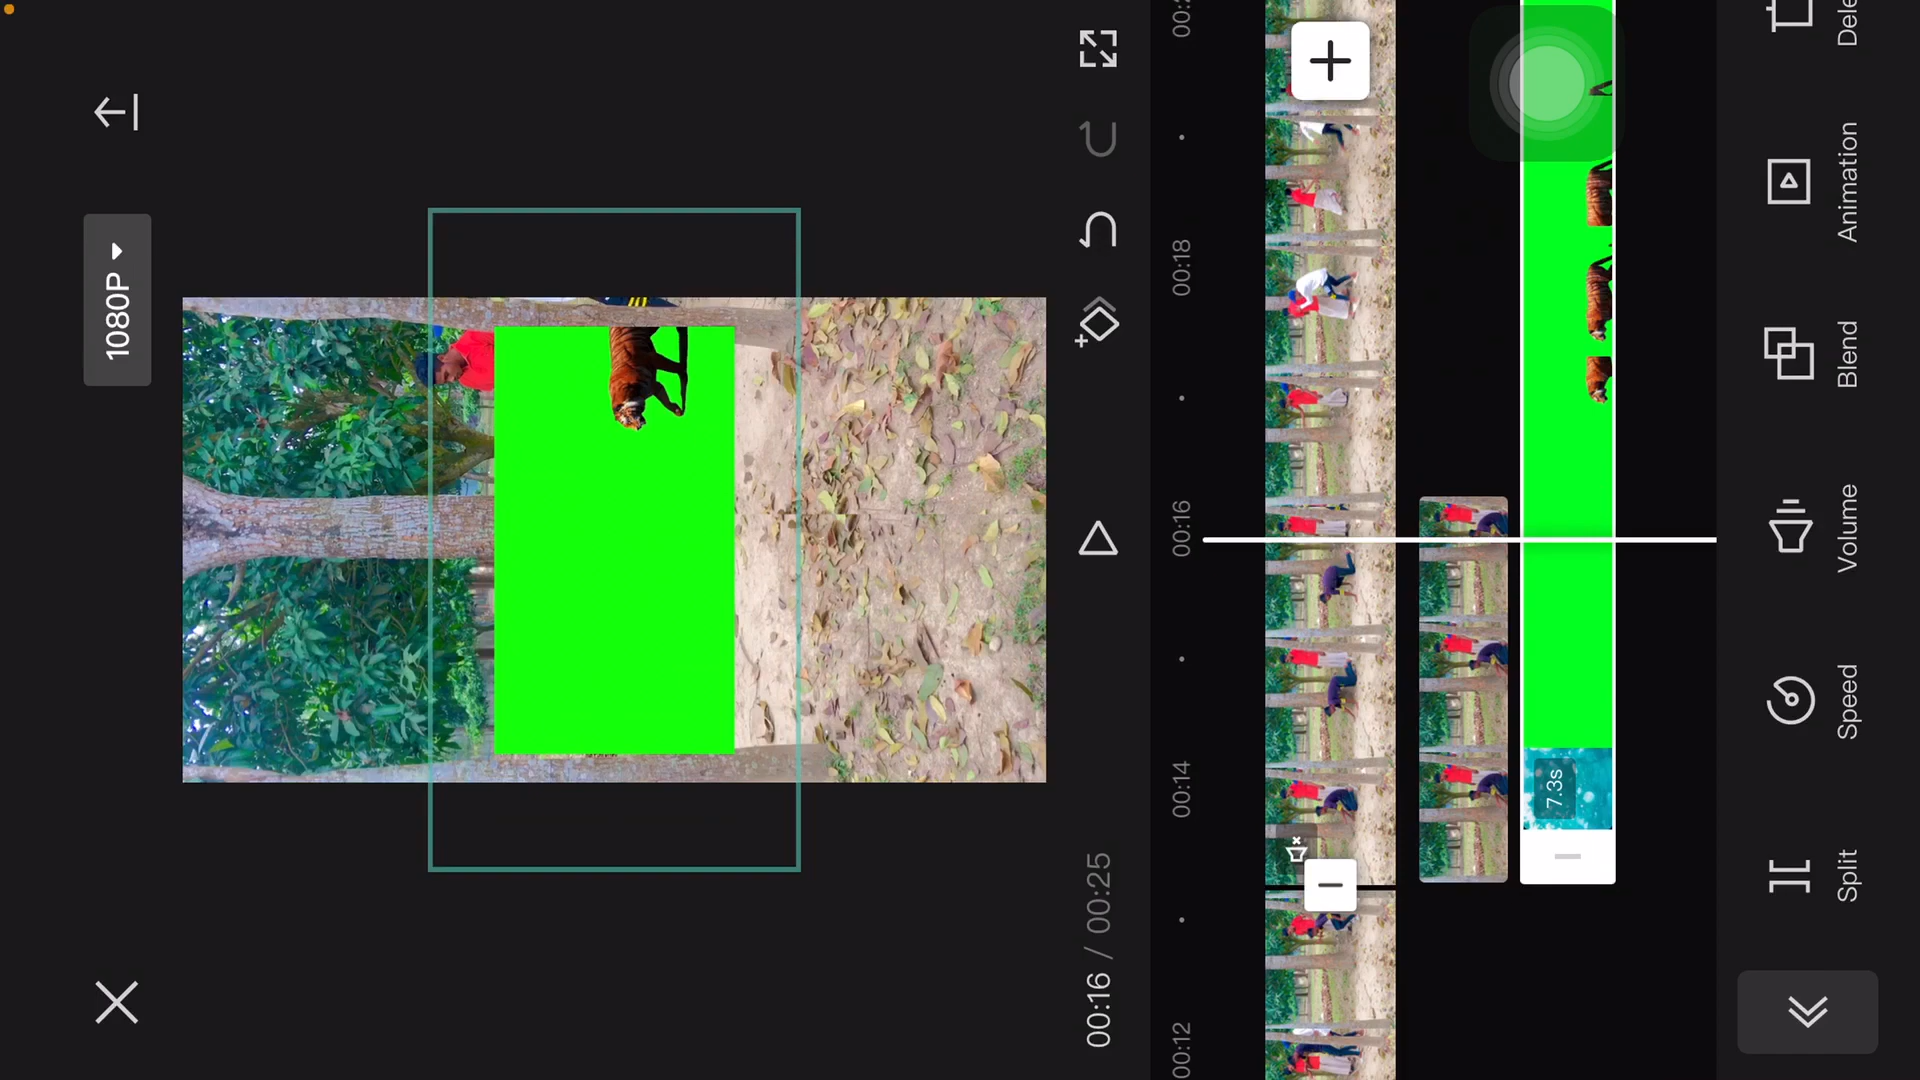 1080P
00:16 / 00:25
00:12
00:14
00:16
00:18
7.3s
Split
Speed
Volume
Blend
Animation